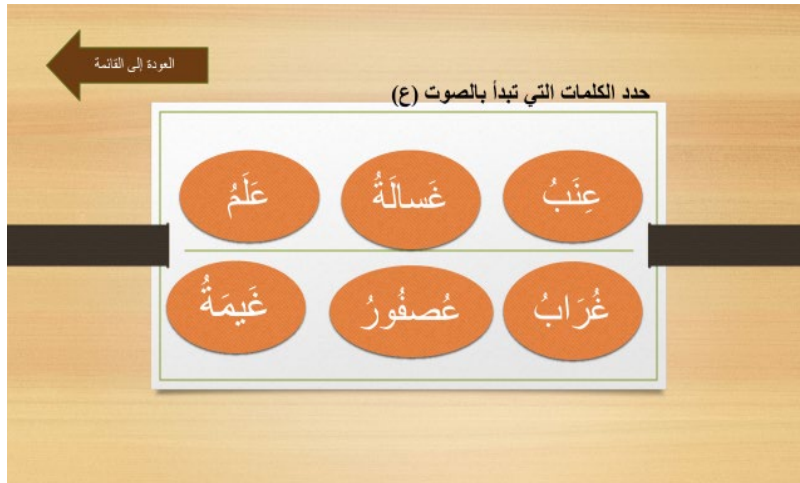 العودة إلى القائمة
حدد الكلمات التي تبدأ بالصوت (ع)
عِنَبُ غَسالَةُ عَلَمُ
غُرَابُ عُصفُورُ غَيمَةُ